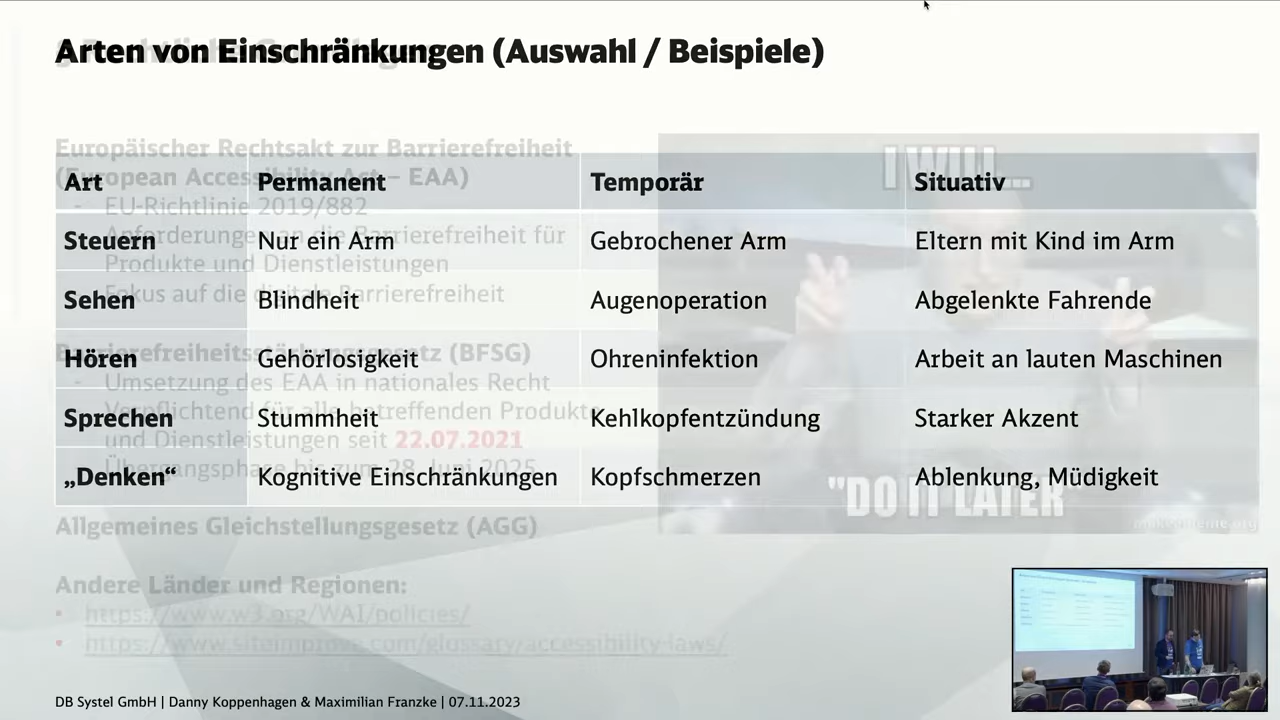 Arten von Einschränkungen (Auswahl / Beispiele)
Art Permanent Temporär Situativ
Steuern Nur ein Arm Gebrochener Arm Eltern mit Kind im Arm
Sehen Blindheit Augenoperation Abgelenkte Fahrende
Hören Gehörlosigkeit Ohreninfektion Arbeit an lauten Maschinen
Sprechen Stummheit Kehlkopfentzündung Starker Akzent
„Denken“ Kognitive Einschränkungen Kopfschmerzen Ablenkung, Müdigkeit
Europäischer Rechtsakt zur Barrierefreiheit
(European Accessibility Act – EAA)
- EU-Richtlinie 2019/882
Anforderungen an die Barrierefreiheit für
Produkte und Dienstleistungen
Fokus auf die digitale Barrierefreiheit
Barrierefreiheitsstärkungsgesetz (BFSG)
- Umsetzung des EAA in nationales Recht
Verpflichtend für alle betreffenden Produkte
und Dienstleistungen seit 22.07.2021
Übergangsphase bis zum 28. Juni 2025
Allgemeines Gleichstellungsgesetz (AGG)
Andere Länder und Regionen:
• https://www.w3.org/WAI/policies/
• https://www.siteimprove.com/glossary/accessibility-laws/
I WILL...
"DO IT LATER"
DB Systel GmbH | Danny Koppenhagen & Maximilian Franzke | 07.11.2023